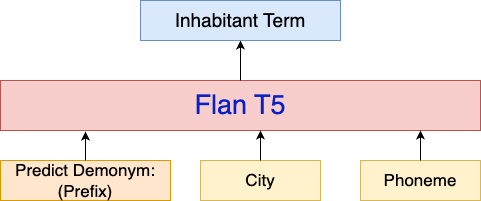 Inhabitant Term
Flan T5
Predict Demonym:
(Prefix)
City
Phoneme